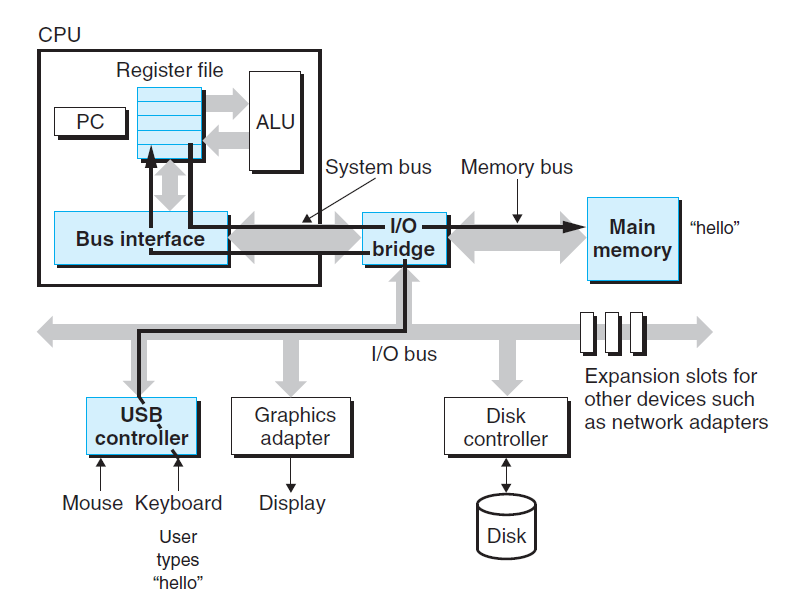 CPU
Register file
PC
ALU
System bus
Memory bus
Bus interface
I/O
bridge
Main
memory
“hello”
I/O bus
Expansion slots for
other devices such
as network adapters
USB
controller
Graphics
adapter
Disk
controller
Mouse
Keyboard
Display
Disk
User
types
“hello”